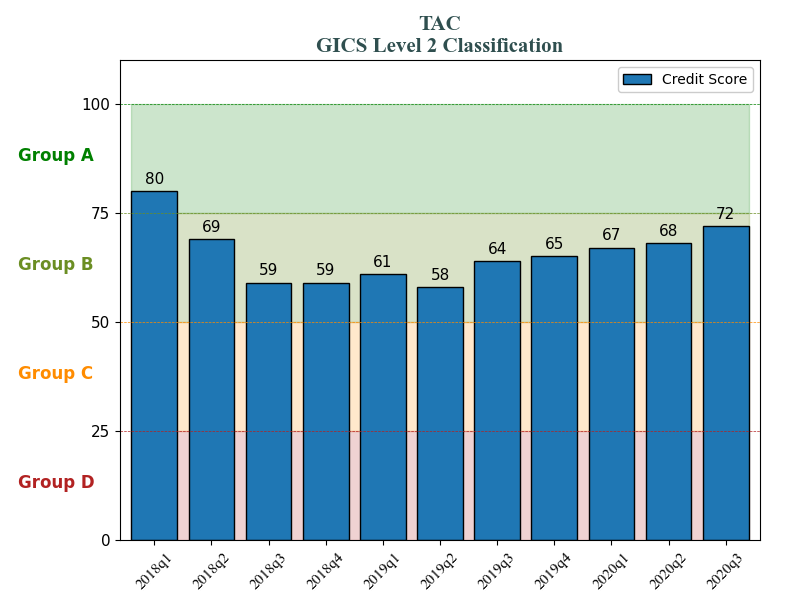 TAC
GICS Level 2 Classification
Credit Score
100
Group A
80
75
72
69
68
67
65
64
61
59
59
58
Group B
50
Group C
25
Group D
0
2018q1
2018q2
2018q3
2018q4
2019q1
2019q2
2019q3
2019q4
2020q1
2020q2
2020q3